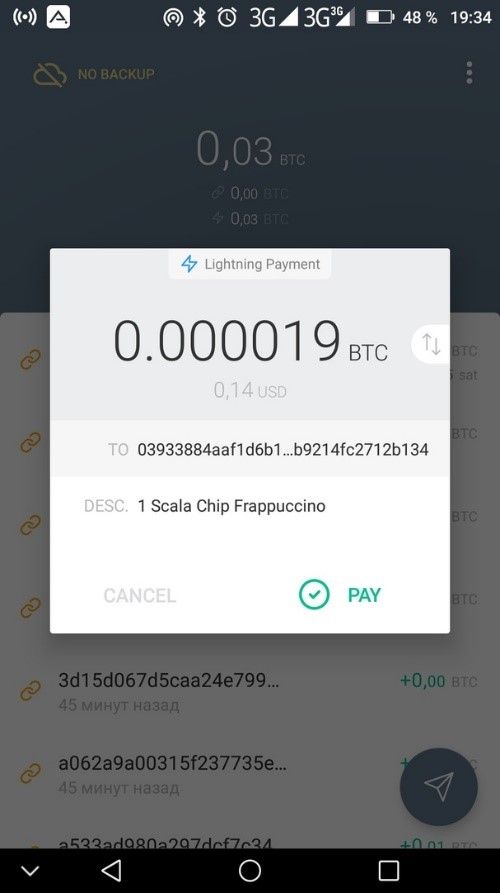 3G 3G 3G 48 % 19:34
NO BACKUP
0,03 BTC
0,00 BTC
0,03 BTC
Lightning Payment
0.000019 BTC
BTC
sat
0,14 USD
BTC
TO 03933884aaf1d6b1...b9214fc2712b134
DESC. 1 Scala Chip Frappuccino
BTC
CANCEL PAY
BTC
3d15d067d5caa24e799... +0,00 BTC
45 минут назад
a062a9a00315f237735e...
45 минут назад
a533ad980a297dcf7c34 +0,01 BTC